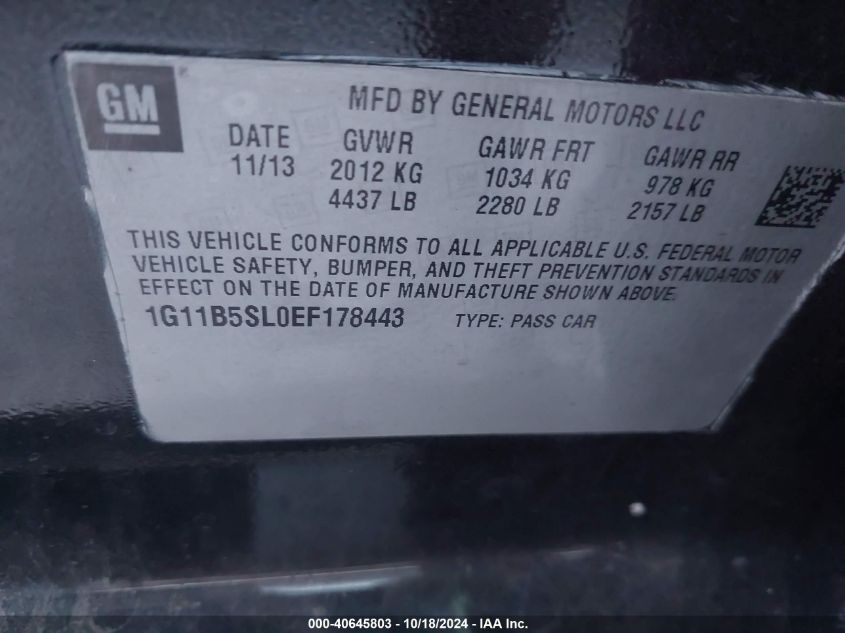 GM
MFD BY GENERAL MOTORS LLC
DATE GVWR GAWR FRT GAWR RR
11/13 2012 KG 1034 KG 978 KG
4437 LB 2280 LB 2157 LB
THIS VEHICLE CONFORMS TO ALL APPLICABLE U.S. FEDERAL MOTOR
VEHICLE SAFETY, BUMPER, AND THEFT PREVENTION STANDARDS IN
EFFECT ON THE DATE OF MANUFACTURE SHOWN ABOVE.
1G11B5SL0EF178443 TYPE: PASS CAR
000-40645803 - 10/18/2024 - IAA Inc.